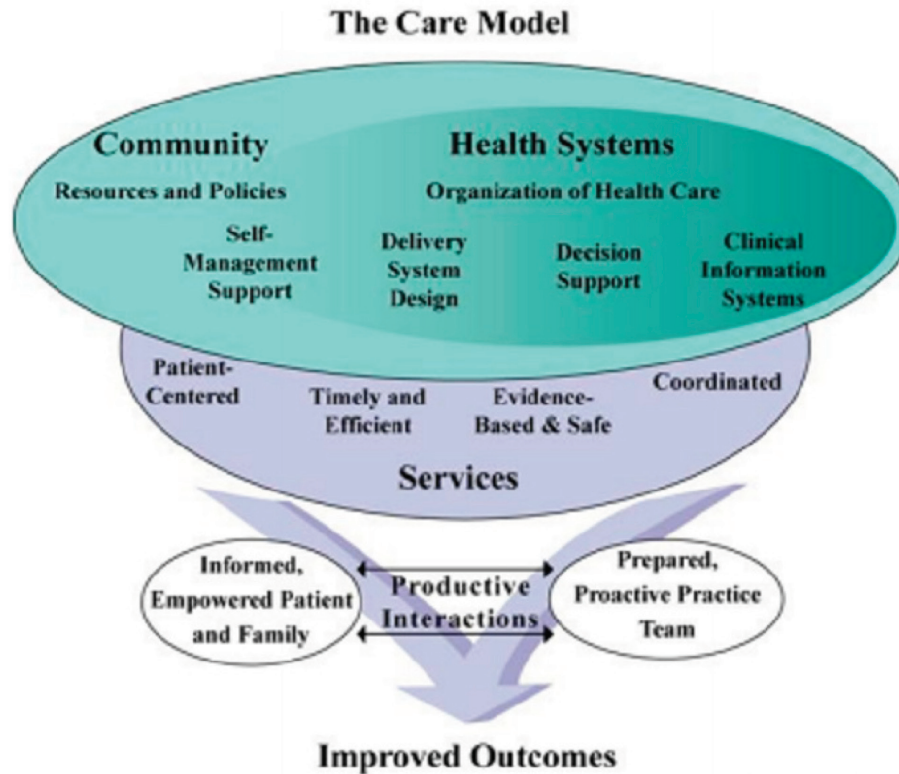 The Care Model
Community
Health Systems
Resources and Policies
Organization of Health Care
Self-
Management
Support
Delivery
System
Design
Decision
Support
Clinical
Information
Systems
Patient-
Centered
Timely and
Efficient
Evidence-
Based & Safe
Coordinated
Services
Informed,
Empowered Patient
and Family
Productive
Interactions
Prepared,
Proactive Practice
Team
Improved Outcomes